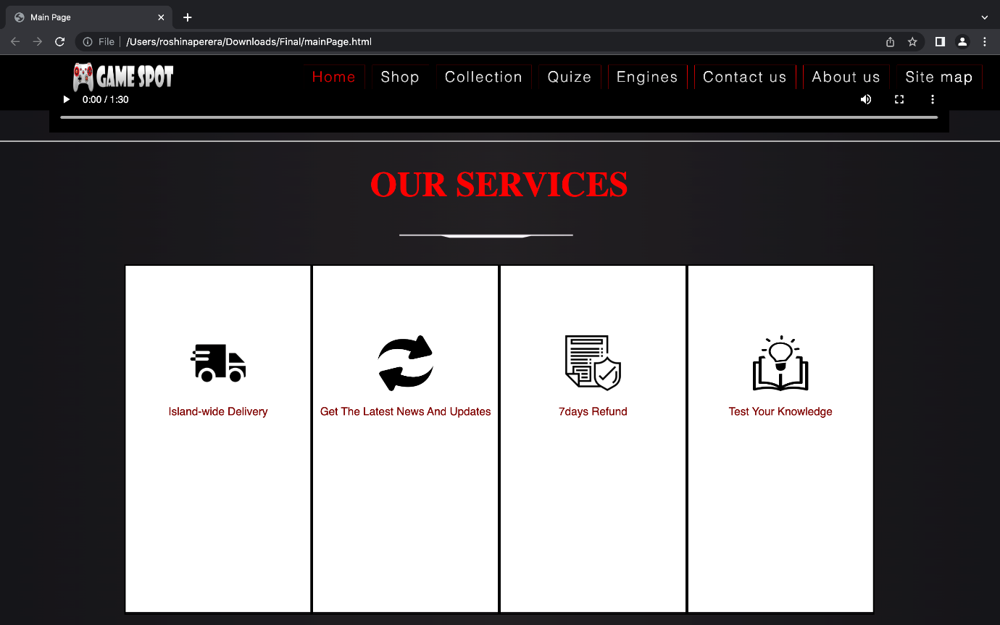 Main Page
File /Users/roshinaperera/Downloads/Final/mainPage.html
GAME SPOT Home Shop Collection Quize Engines Contact us About us Site map
0:00 / 1:30
OUR SERVICES
Island-wide Delivery Get The Latest News And Updates 7days Refund Test Your Knowledge